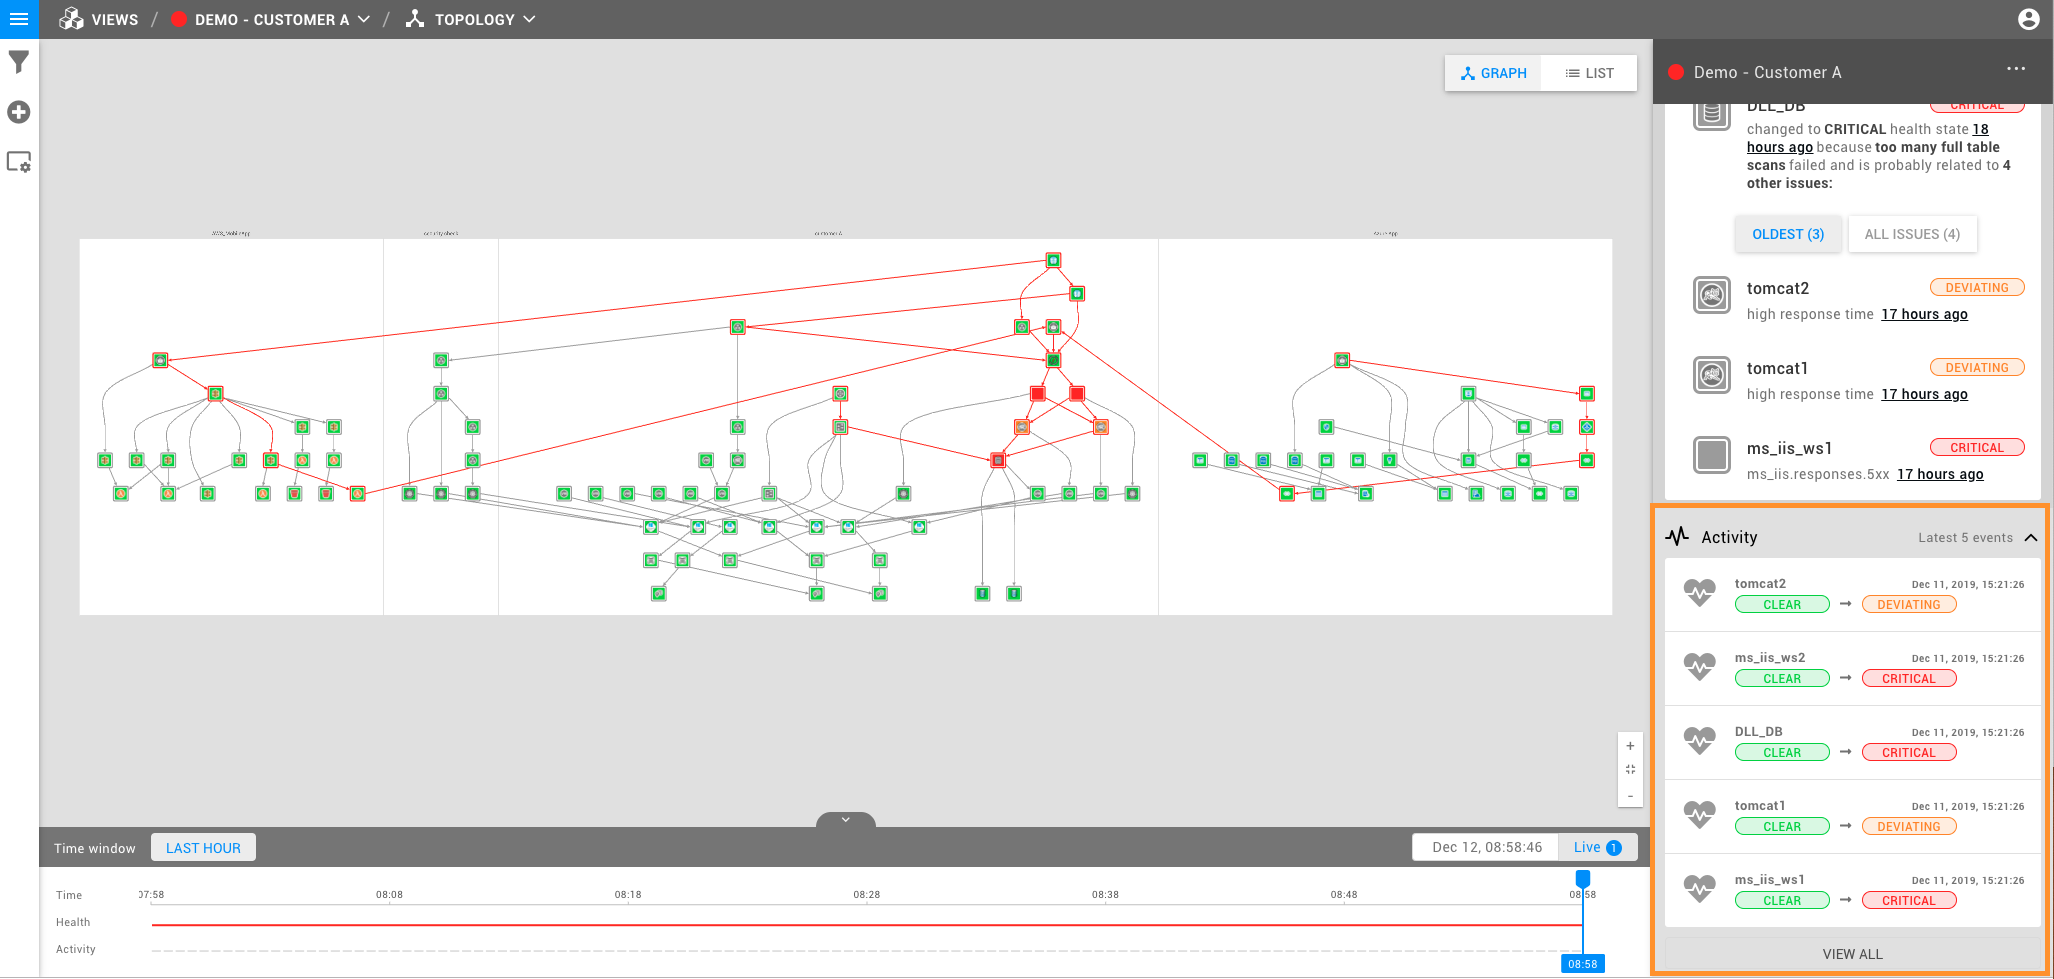 VIEWS / DEMO - CUSTOMER A / TOPOLOGY
GRAPH LIST
AWS_MobileApp
security check
customer A
Azure App
Demo - Customer A
DLL_DB CRITICAL
changed to CRITICAL health state 18
hours ago because too many full table
scans failed and is probably related to 4
other issues:
OLDEST (3) ALL ISSUES (4)
tomcat2 DEVIATING
high response time 17 hours ago
tomcat1 DEVIATING
high response time 17 hours ago
ms_iis_ws1 CRITICAL
ms_iis.responses.5xx 17 hours ago
Activity Latest 5 events
tomcat2 Dec 11, 2019, 15:21:26
CLEAR → DEVIATING
ms_iis_ws2 Dec 11, 2019, 15:21:26
CLEAR → CRITICAL
DLL_DB Dec 11, 2019, 15:21:26
CLEAR → CRITICAL
tomcat1 Dec 11, 2019, 15:21:26
CLEAR → DEVIATING
ms_iis_ws1 Dec 11, 2019, 15:21:26
CLEAR → CRITICAL
VIEW ALL
+
-
Time window LAST HOUR Dec 12, 08:58:46 Live 1
Time 07:58 08:08 08:18 08:28 08:38 08:48 08:58
Health
Activity
08:58